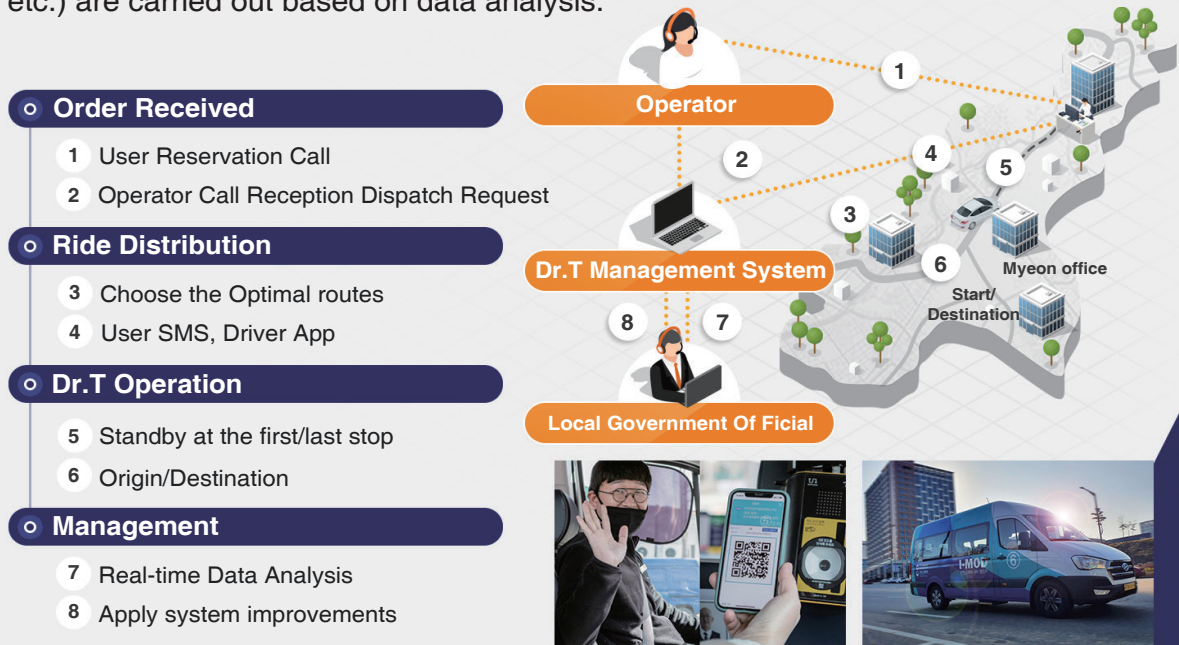 etc.) are carried out based on data analysis.
Order Received
1 User Reservation Call
2 Operator Call Reception Dispatch Request
Ride Distribution
3 Choose the Optimal routes
4 User SMS, Driver App
Dr.T Operation
5 Standby at the first/last stop
6 Origin/Destination
Management
7 Real-time Data Analysis
8 Apply system improvements
Operator
1
2
Dr.T Management System
8 7
Local Government Of Ficial
3
4
5
6
Myeon office
Start/
Destination
I-MOD
6